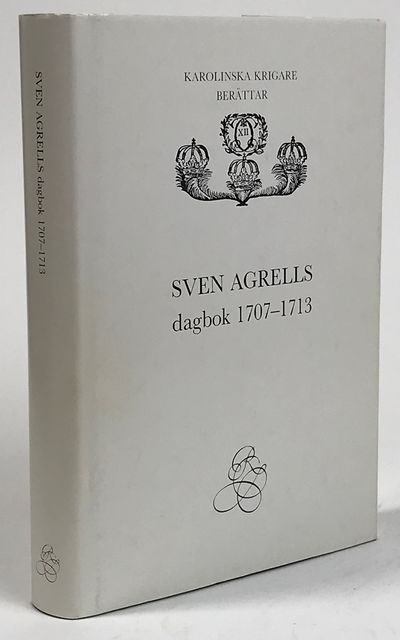 KAROLINSKA KRIGARE
BERÄTTAR
XII
SVEN AGRELLS
dagbok 1707–1713
SVEN AGRELLS dagbok 1707–1713